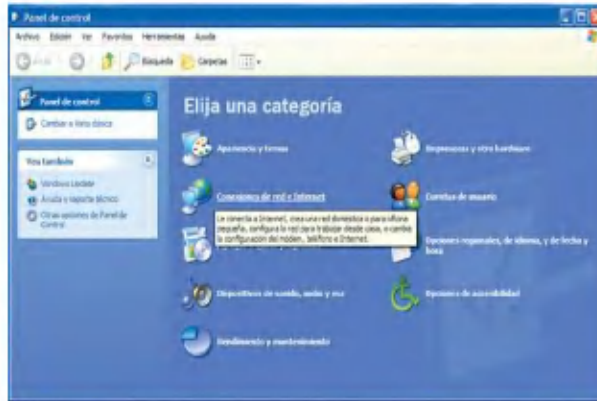 Panel de control
Archivo Edición Ver Favoritos Herramientas Ayuda
Búsqueda Carpetas
Panel de control
Cambiar a Vista clásica
Vea también
Windows Update
Ayuda y soporte técnico
Otras opciones de Panel de
Control
Elija una categoría
Apariencia y temas
Impresoras y otro hardware
Conexiones de red e Internet
Cuentas de usuario
Le conecta a Internet, crea una red doméstica o para oficina
pequeña, configura la red para trabajar desde casa, o cambia
la configuración del módem, teléfono e Internet.
Opciones regionales, de idioma, y de fecha y
hora
Dispositivos de sonido, audio y voz
Opciones de accesibilidad
Rendimiento y mantenimiento